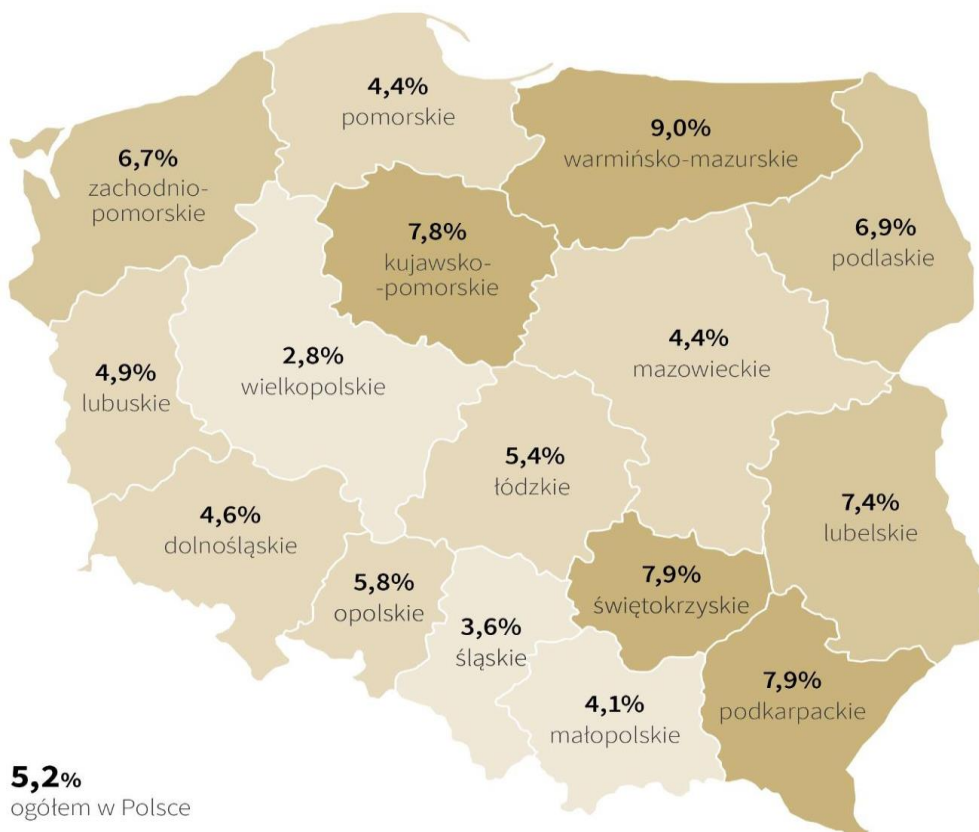 4,4%
pomorskie
9,0%
warmińsko-mazurskie
6,7%
zachodnio-
pomorskie
6,9%
podlaskie
7,8%
kujawsko-
-pomorskie
4,4%
mazowieckie
2,8%
wielkopolskie
4,9%
lubuskie
5,4%
łódzkie
7,4%
lubelskie
4,6%
dolnośląskie
5,8%
opolskie
7,9%
świętokrzyskie
3,6%
śląskie
7,9%
podkarpackie
4,1%
małopolskie
5,2%
ogółem w Polsce